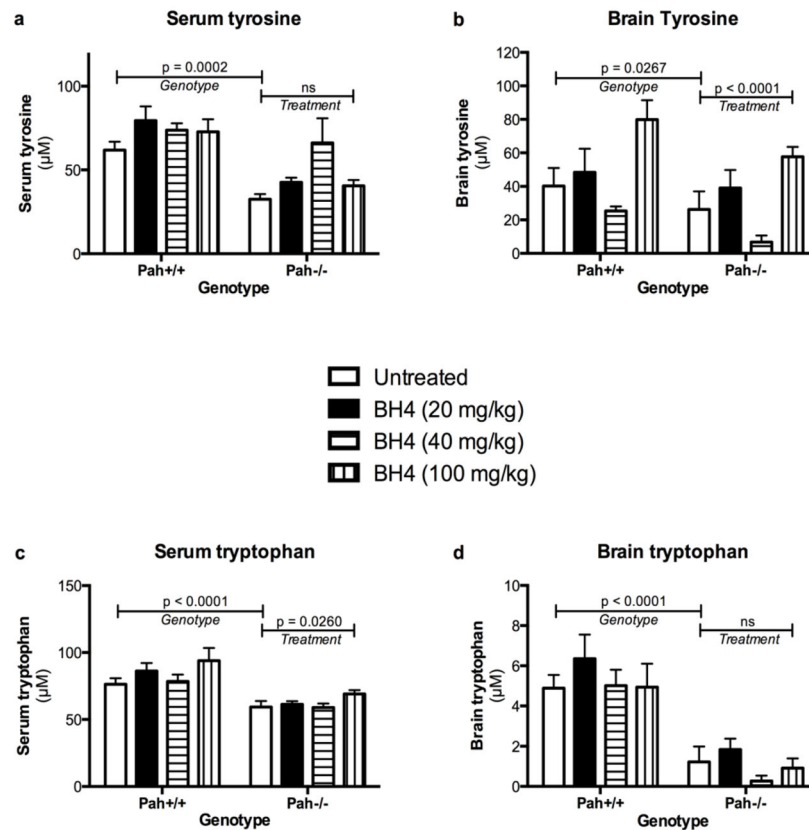 a
Serum tyrosine
p = 0.0002
Genotype
ns
Treatment
100
50
0
Serum tyrosine
(µM)
Pah+/+
Pah-/-
Genotype
b
Brain Tyrosine
p = 0.0267
Genotype
p < 0.0001
Treatment
120
100
80
60
40
20
0
Brain tyrosine
(µM)
Pah+/+
Pah-/-
Genotype
Untreated
BH4 (20 mg/kg)
BH4 (40 mg/kg)
BH4 (100 mg/kg)
c
Serum tryptophan
p < 0.0001
Genotype
p = 0.0260
Treatment
150
100
50
0
Serum tryptophan
(µM)
Pah+/+
Pah-/-
Genotype
d
Brain tryptophan
p < 0.0001
Genotype
ns
Treatment
10
8
6
4
2
0
Brain tryptophan
(µM)
Pah+/+
Pah-/-
Genotype